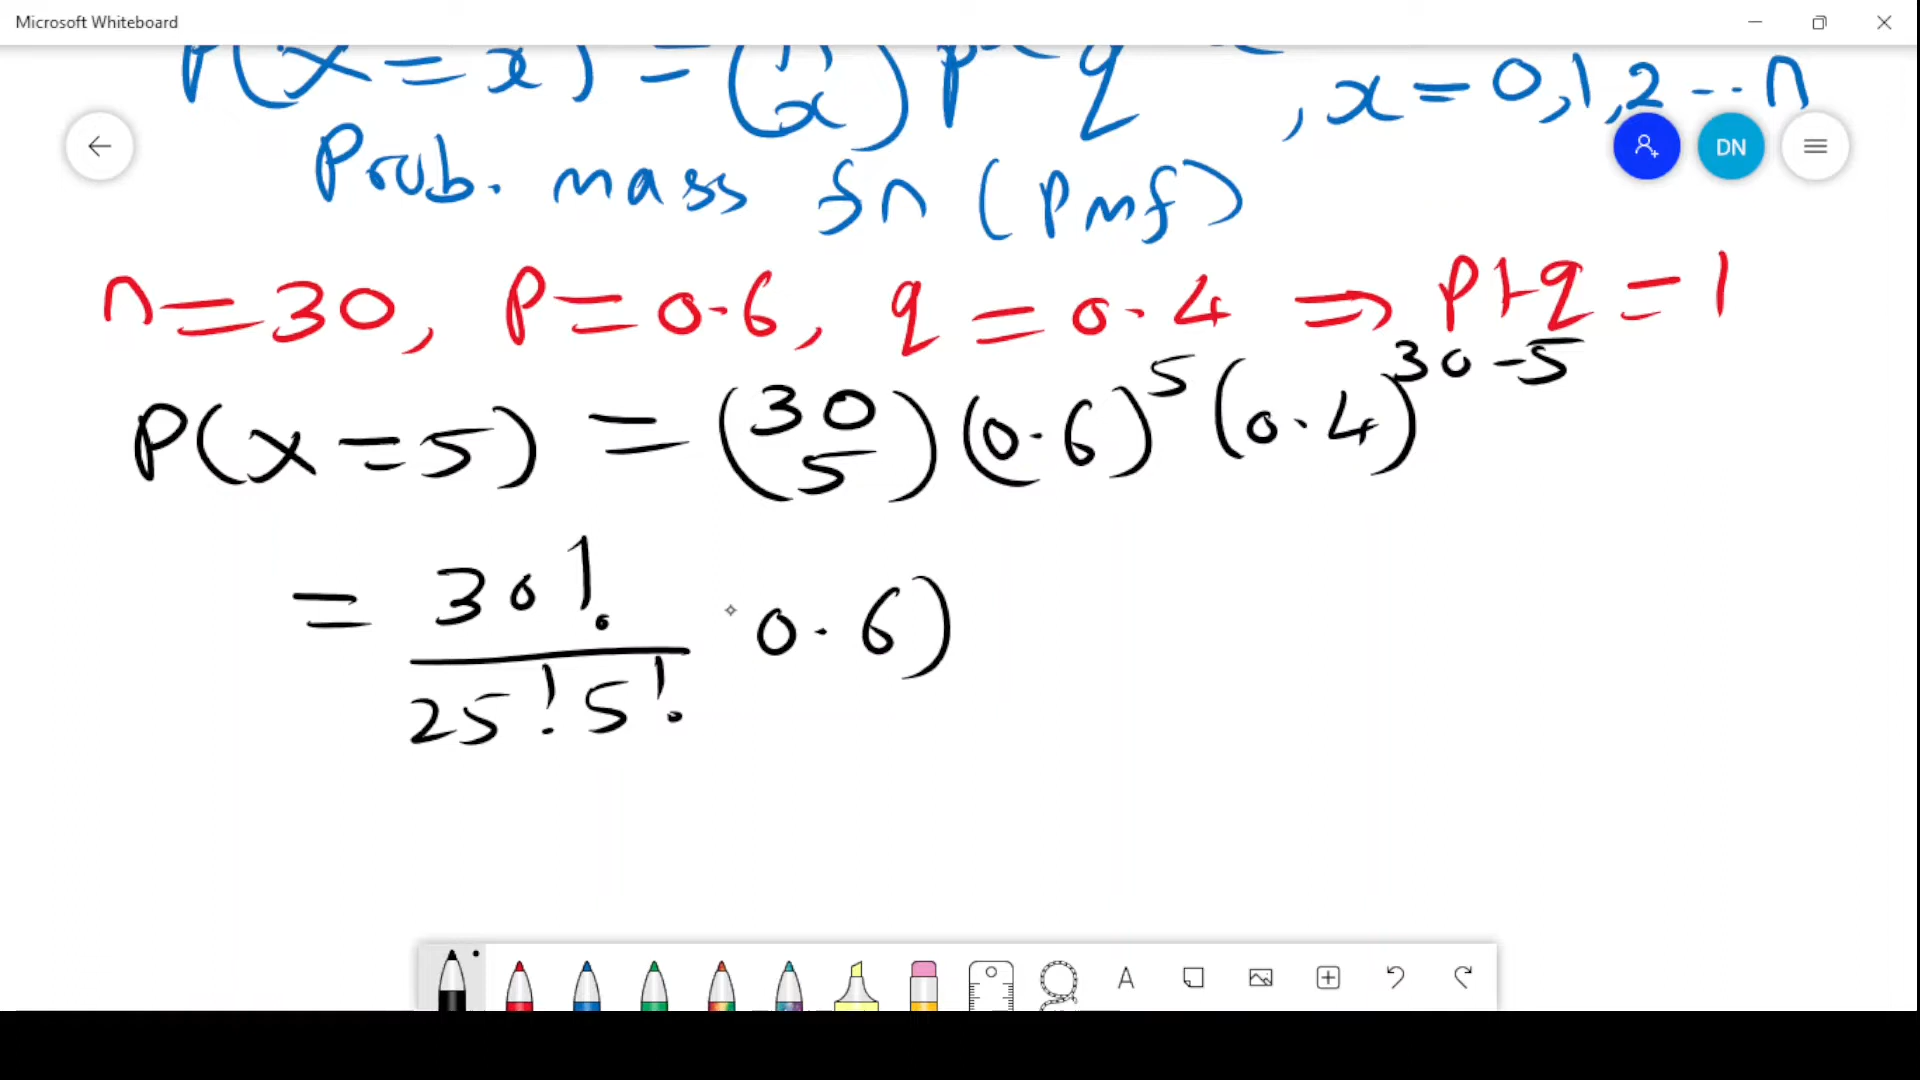 Microsoft Whiteboard
P(x=x) = (n x) p q , x=0,1,2---n
DN
Prob. mass fn (Pmf)
n=30, P=0.6, q=0.4 ⇒ p+q=1
P(x=5) = (30 5)(0.6)^5 (0.4)^30-5
= 30! / 25!5! 0.6)
A